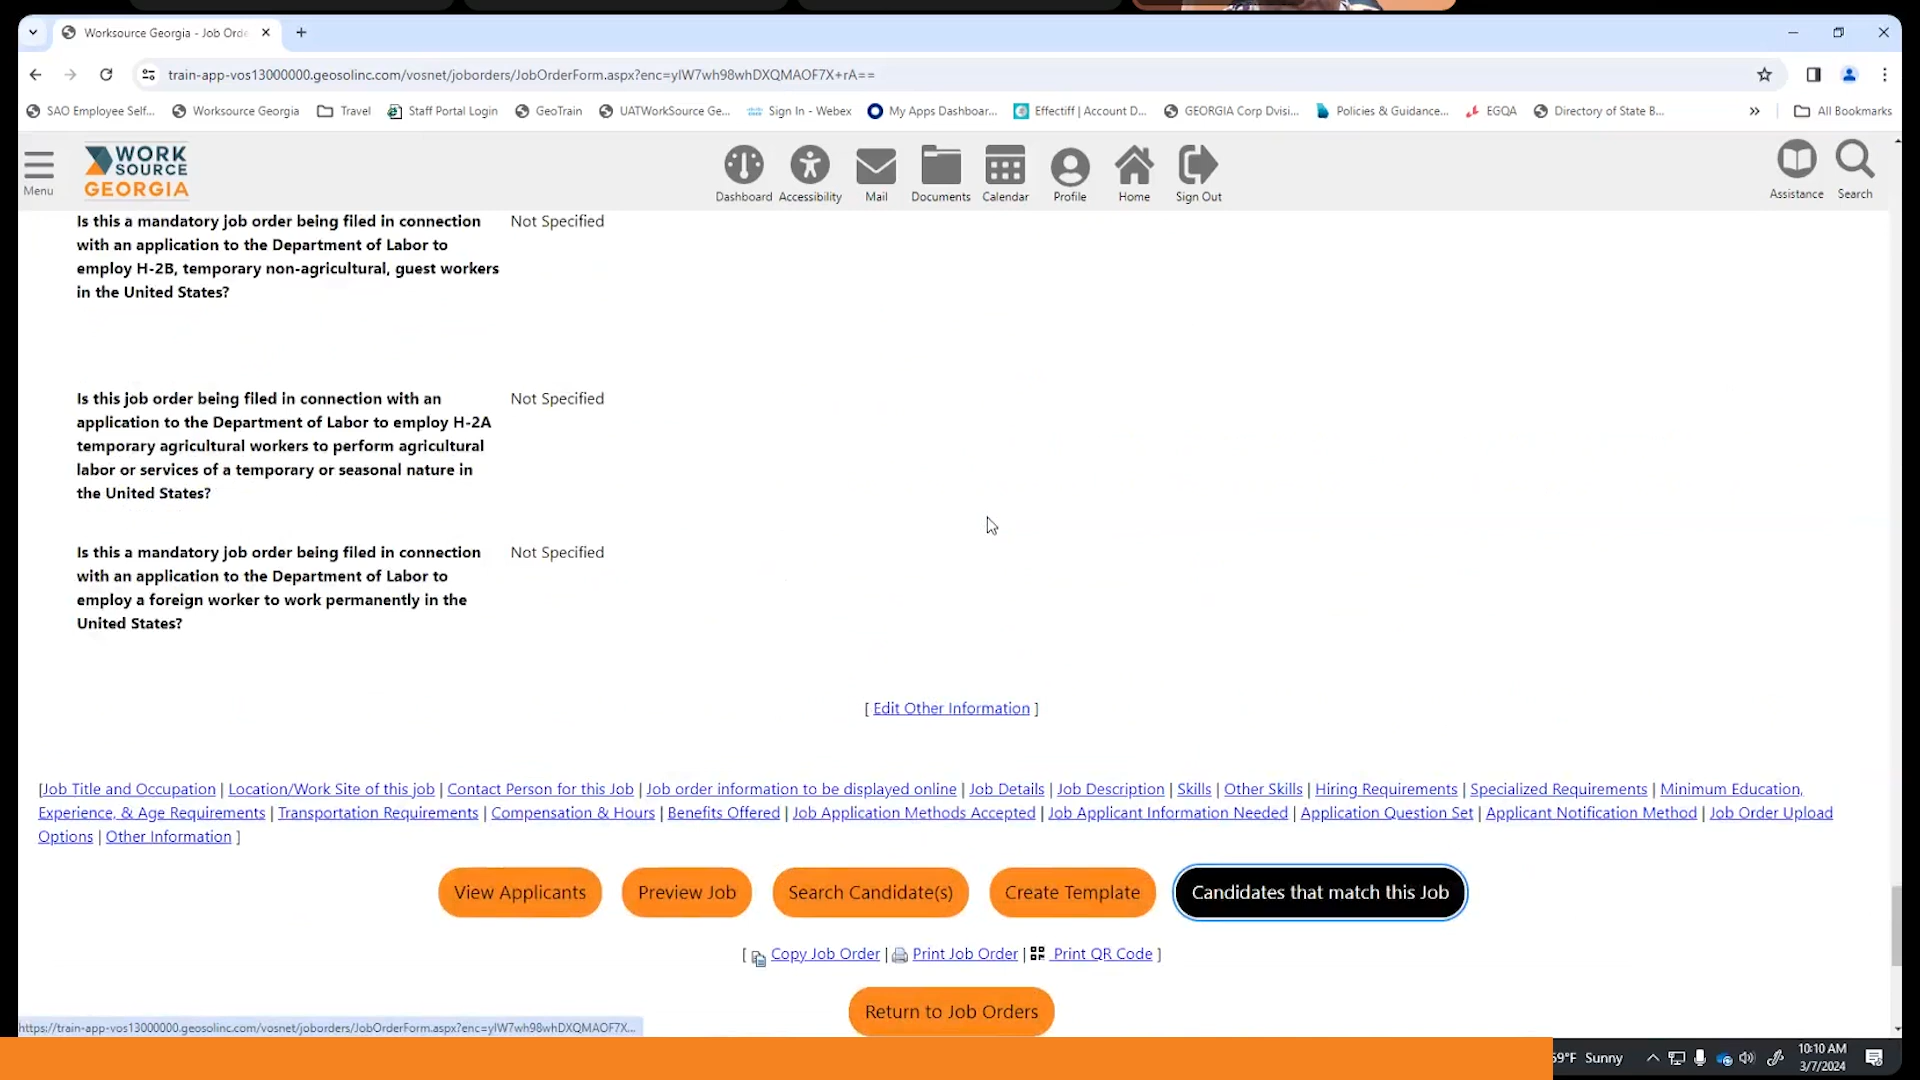 Worksource Georgia - Job Orde
train-app-vos13000000.geosolinc.com/vosnet/joborders/JobOrderForm.aspx?enc=yIW7wh98whDXQMAOF7X+rA==
SAO Employee Self... Worksource Georgia Travel Staff Portal Login GeoTrain UATWorkSource Ge... Sign In - Webex My Apps Dashboar... Effectiff | Account D... GEORGIA Corp Dvisi... Policies & Guidance... EGQA Directory of State B... » All Bookmarks
Menu
WORK
SOURCE
GEORGIA
Dashboard Accessibility Mail Documents Calendar Profile Home Sign Out Assistance Search
Is this a mandatory job order being filed in connection Not Specified
with an application to the Department of Labor to
employ H-2B, temporary non-agricultural, guest workers
in the United States?
Is this job order being filed in connection with an Not Specified
application to the Department of Labor to employ H-2A
temporary agricultural workers to perform agricultural
labor or services of a temporary or seasonal nature in
the United States?
Is this a mandatory job order being filed in connection Not Specified
with an application to the Department of Labor to
employ a foreign worker to work permanently in the
United States?
[ Edit Other Information ]
[Job Title and Occupation | Location/Work Site of this job | Contact Person for this Job | Job order information to be displayed online | Job Details | Job Description | Skills | Other Skills | Hiring Requirements | Specialized Requirements | Minimum Education,
Experience, & Age Requirements | Transportation Requirements | Compensation & Hours | Benefits Offered | Job Application Methods Accepted | Job Applicant Information Needed | Application Question Set | Applicant Notification Method | Job Order Upload
Options | Other Information ]
View Applicants Preview Job Search Candidate(s) Create Template Candidates that match this Job
[ Copy Job Order | Print Job Order | Print QR Code ]
Return to Job Orders
https://train-app-vos13000000.geosolinc.com/vosnet/joborders/JobOrderForm.aspx?enc=yIW7wh98whDXQMAOF7X...
59°F Sunny 10:10 AM
3/7/2024